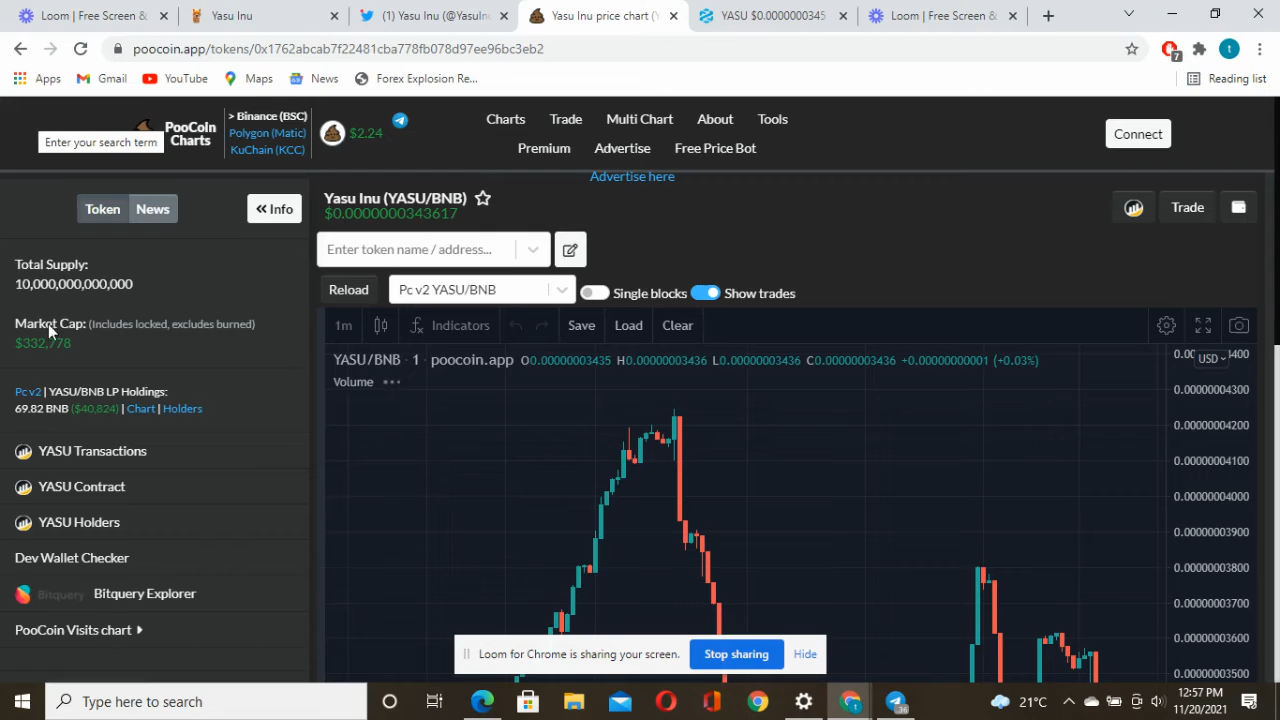 Loom | Free Screen &
Yasu Inu
(1) Yasu Inu (@YasuIn
Yasu Inu price chart (Y
YASU $0.0000000345
Loom | Free Screen &
poocoin.app/tokens/0x1762abcab7f22481cba778fb078d97ee96bc3eb2
7
t
Apps
Gmail
YouTube
Maps
News
Forex Explosion Re...
Reading list
Enter your search term
PooCoin
Charts
> Binance (BSC)
Polygon (Matic)
KuChain (KCC)
$2.24
Charts
Trade
Multi Chart
About
Tools
Premium
Advertise
Free Price Bot
Connect
Advertise here
Token
News
Info
Total Supply:
10,000,000,000,000
Market Cap: (Includes locked, excludes burned)
$332,778
Pc v2 | YASU/BNB LP Holdings:
69.82 BNB ($40,824) | Chart | Holders
YASU Transactions
YASU Contract
YASU Holders
Dev Wallet Checker
Bitquery
Bitquery Explorer
PooCoin Visits chart
Yasu Inu (YASU/BNB)
$0.0000000343617
Trade
Enter token name / address...
Reload
Pc v2 YASU/BNB
Single blocks
Show trades
1m
Indicators
Save
Load
Clear
YASU/BNB · 1 poocoin.app O0.00000003435 H0.00000003436 L0.00000003436 C0.00000003436 +0.00000000001 (+0.03%)
Volume
USD
0.00000004300
0.00000004200
0.00000004100
0.00000004000
0.00000003900
0.00000003800
0.00000003700
0.00000003600
0.00000003500
Loom for Chrome is sharing your screen.
Stop sharing
Hide
Type here to search
36
21°C
12:57 PM
11/20/2021